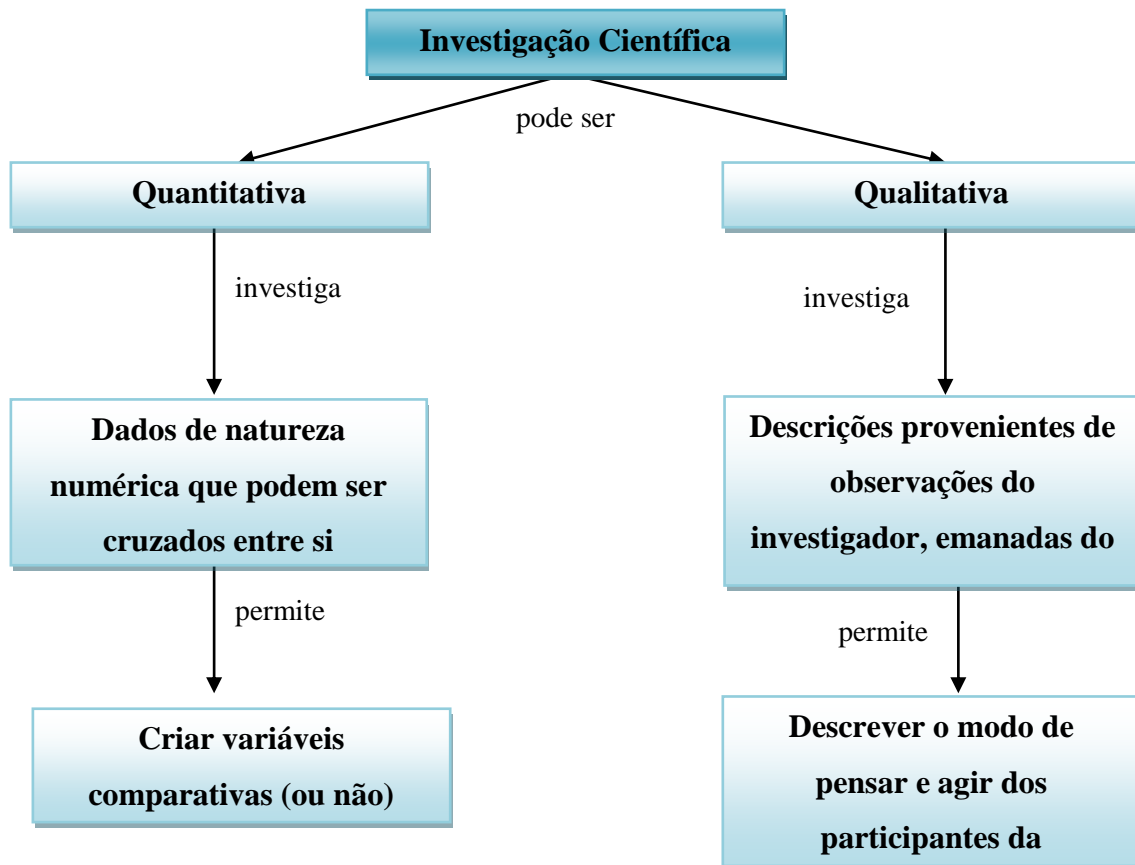 Investigação Científica
pode ser
Quantitativa
investiga
Dados de natureza
numérica que podem ser
cruzados entre si
permite
Criar variáveis
comparativas (ou não)
Qualitativa
investiga
Descrições provenientes de
observações do
investigador, emanadas do
permite
Descrever o modo de
pensar e agir dos
participantes da